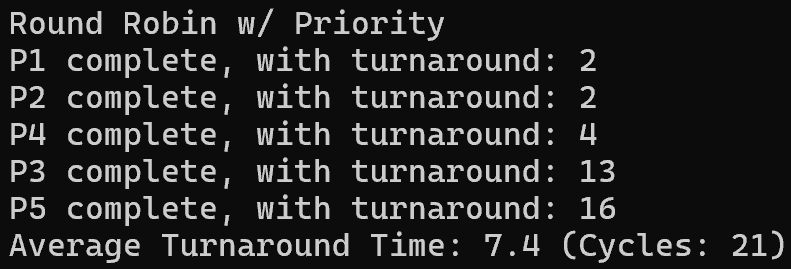 Round Robin w/ Priority
P1 complete, with turnaround: 2
P2 complete, with turnaround: 2
P4 complete, with turnaround: 4
P3 complete, with turnaround: 13
P5 complete, with turnaround: 16
Average Turnaround Time: 7.4 (Cycles: 21)